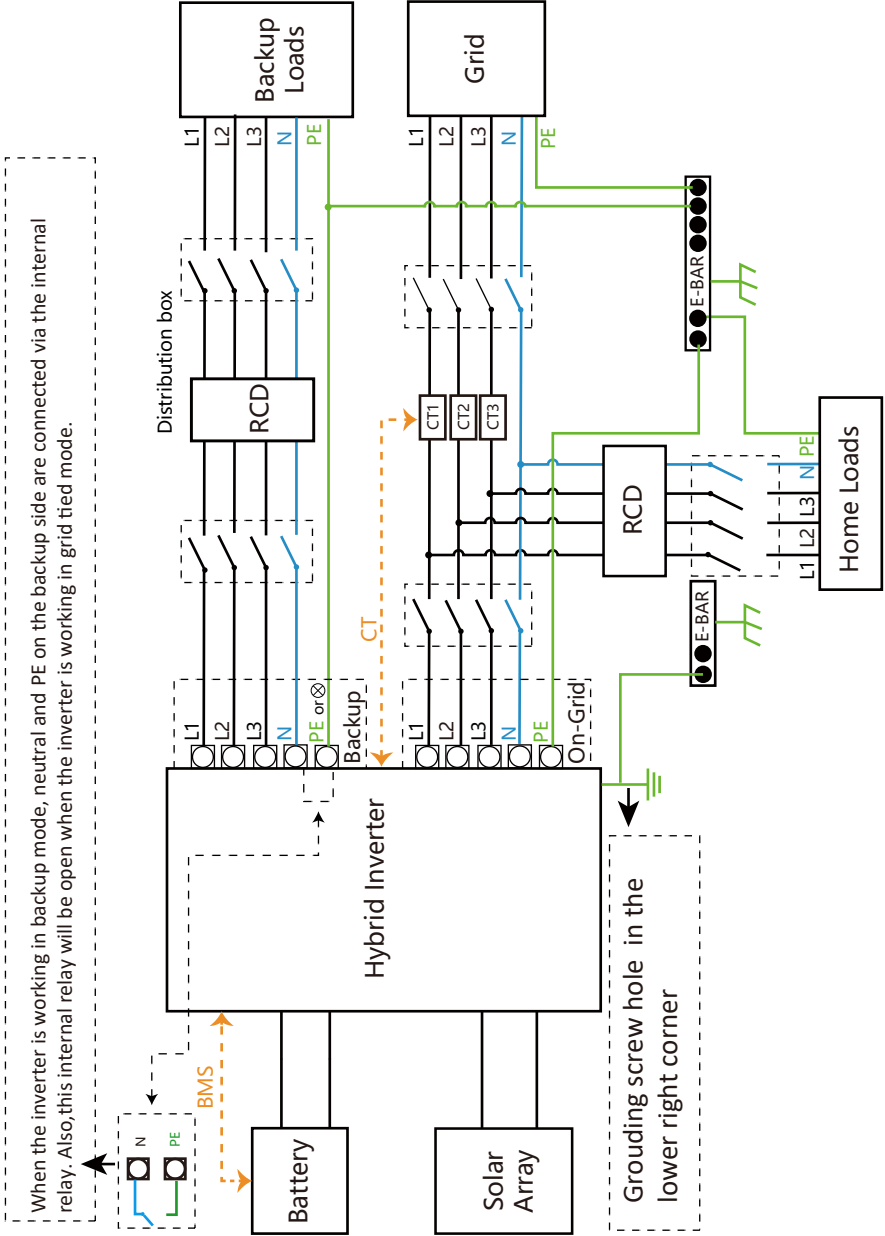 When the inverter is working in backup mode, neutral and PE on the backup side are connected via the internal
relay. Also,this internal relay will be open when the inverter is working in grid tied mode.
N
PE
BMS
Battery
Solar
Array
Hybrid Inverter
Grouding screw hole in the
lower right corner
L1
L2
L3
N
PE or
Backup
CT
L1
L2
L3
N
PE
On-Grid
Distribution box
RCD
L1
L2
L3
N
PE
Backup
Loads
CT1
CT2
CT3
L1
L2
L3
N
PE
Grid
RCD
E-BAR
E-BAR
L1
L2
L3
N
PE
Home Loads